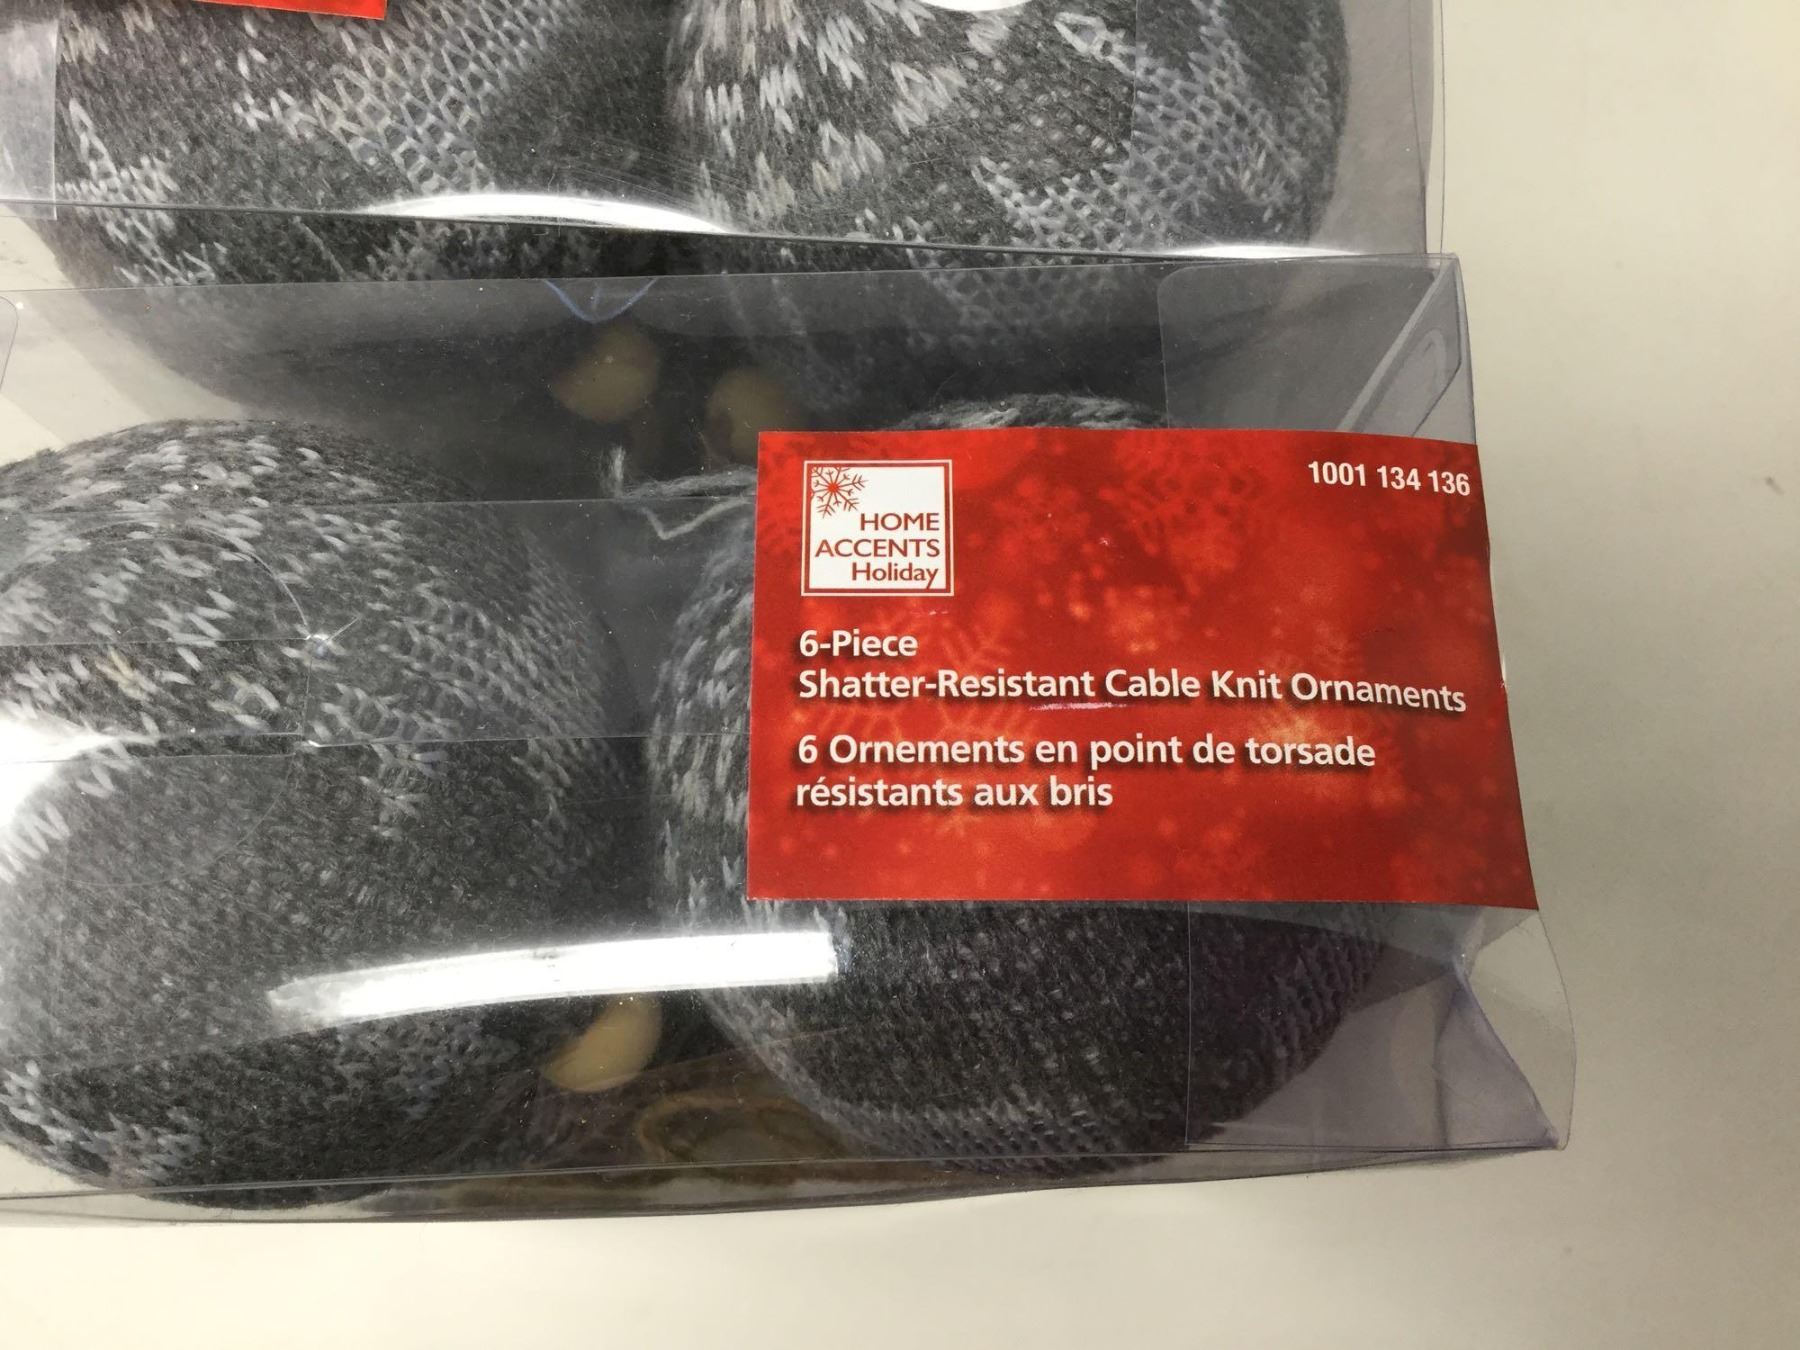 HOME
ACCENTS
Holiday
1001 134 136
6-Piece
Shatter-Resistant Cable Knit Ornaments
6 Ornements en point de torsade
résistants aux bris